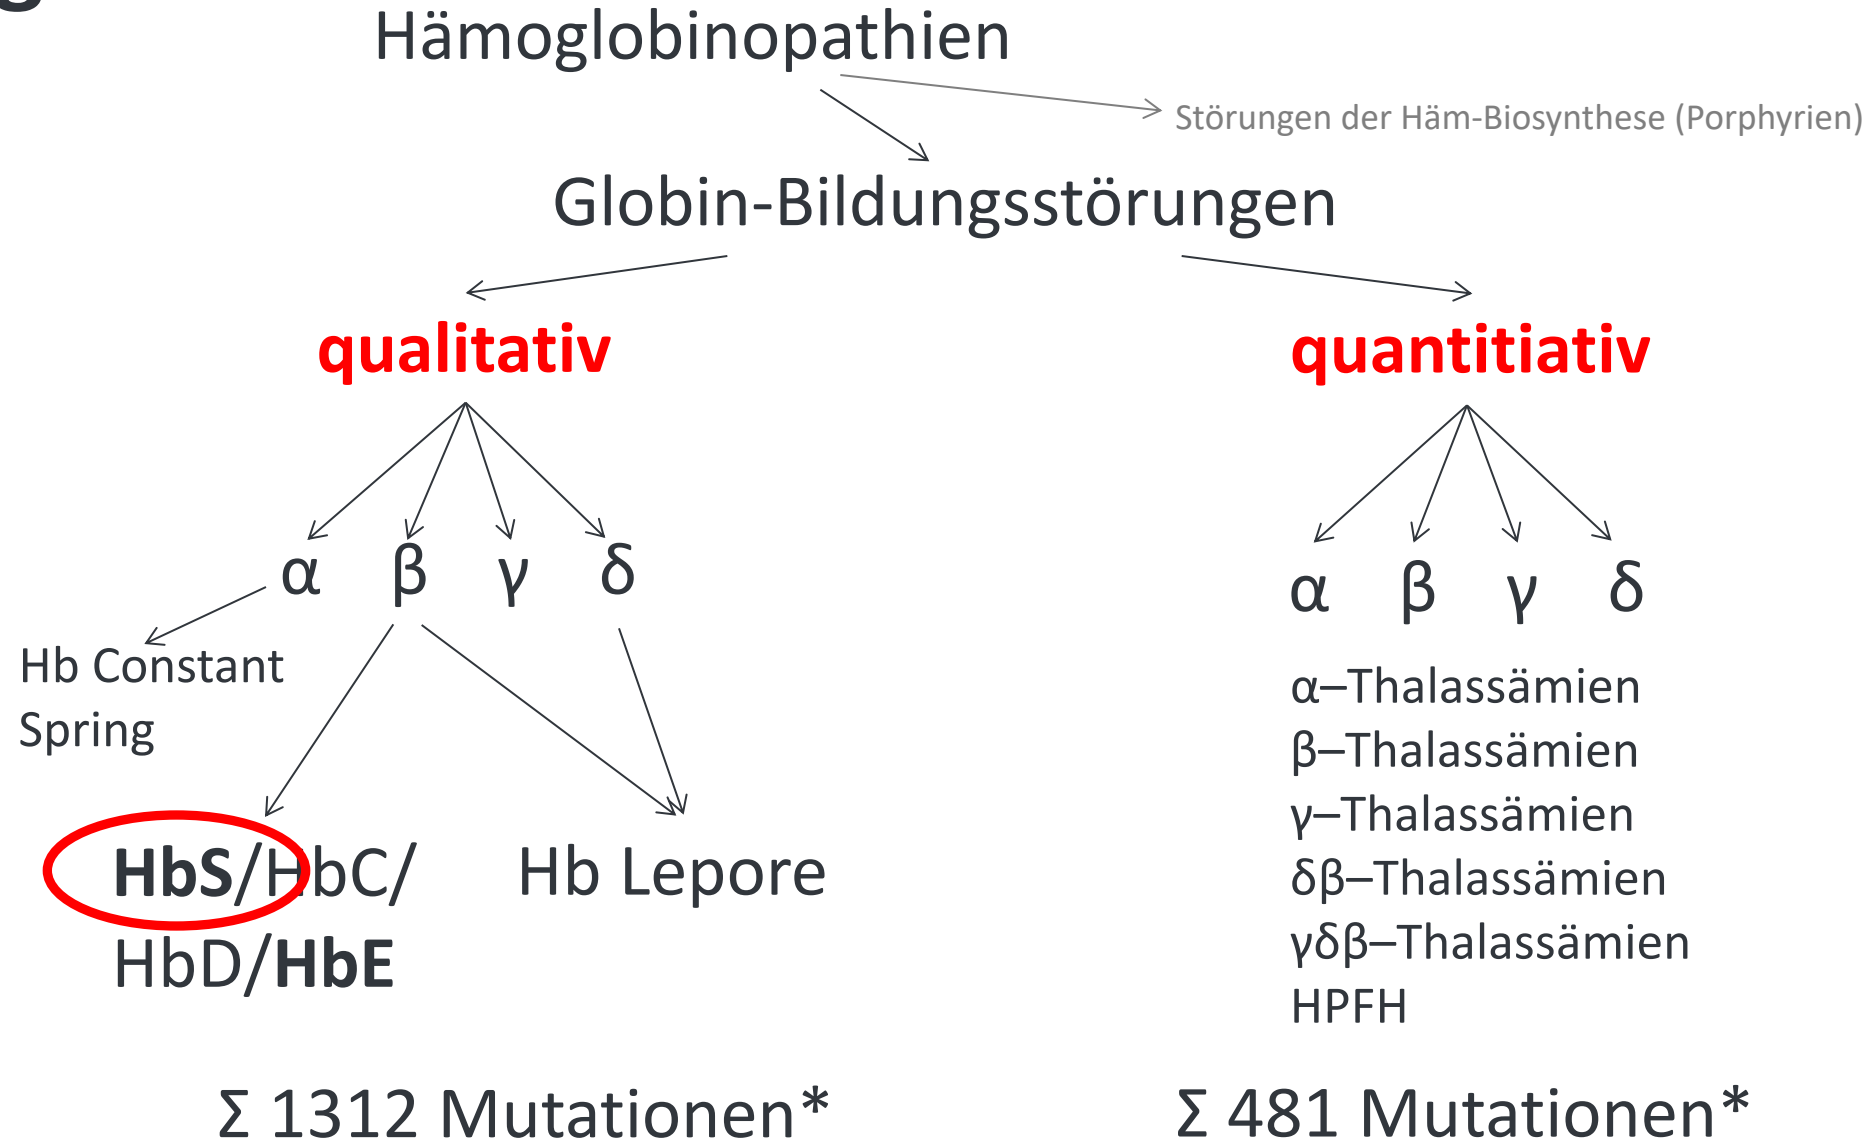 Hämoglobinopathien
Störungen der Häm-Biosynthese (Porphyrien)
Globin-Bildungsstörungen
qualitativ
quantitiativ
α β γ δ
α β γ δ
Hb Constant
Spring
HbS/HbC/
HbD/HbE
Hb Lepore
α–Thalassämien
β–Thalassämien
γ–Thalassämien
δβ–Thalassämien
γδβ–Thalassämien
HPFH
Σ 1312 Mutationen*
Σ 481 Mutationen*